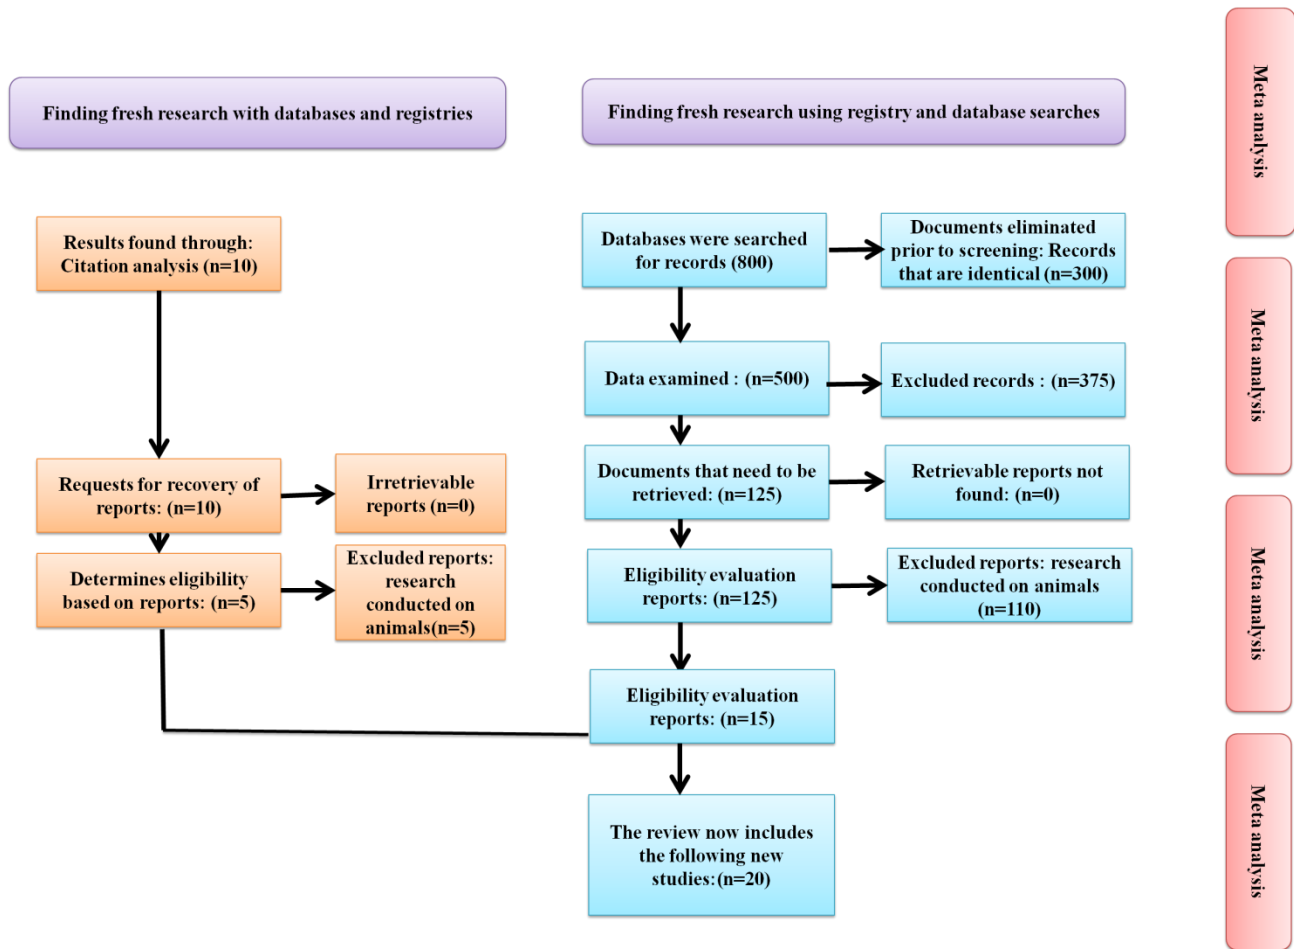 Finding fresh research with databases and registries
Finding fresh research using registry and database searches
Results found through:
Citation analysis (n=10)
Databases were searched
for records (800)
Documents eliminated
prior to screening: Records
that are identical (n=300)
Data examined : (n=500)
Excluded records : (n=375)
Requests for recovery of
reports: (n=10)
Irretrievable
reports (n=0)
Documents that need to be
retrieved: (n=125)
Retrievable reports not
found: (n=0)
Determines eligibility
based on reports: (n=5)
Excluded reports:
research
conducted on
animals(n=5)
Eligibility evaluation
reports: (n=125)
Excluded reports: research
conducted on animals
(n=110)
Eligibility evaluation
reports: (n=15)
The review now includes
the following new
studies:(n=20)
Meta analysis
Meta analysis
Meta analysis
Meta analysis